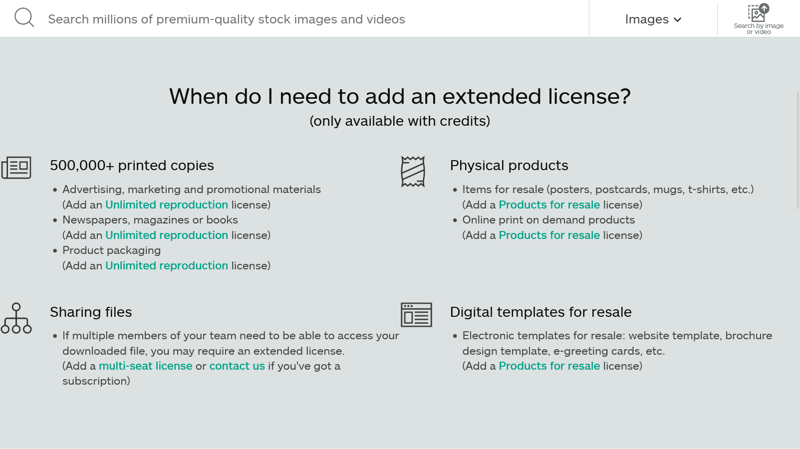 Search millions of premium-quality stock images and videos
Images
Search by image
or video
When do I need to add an extended license?
(only available with credits)
500,000+ printed copies
Advertising, marketing and promotional materials
(Add an Unlimited reproduction license)
Newspapers, magazines or books
(Add an Unlimited reproduction license)
Product packaging
(Add an Unlimited reproduction license)
Physical products
Items for resale (posters, postcards, mugs, t-shirts, etc.)
(Add a Products for resale license)
Online print on demand products
(Add a Products for resale license)
Sharing files
If multiple members of your team need to be able to access your
downloaded file, you may require an extended license.
(Add a multi-seat license or contact us if you've got a
subscription)
Digital templates for resale
Electronic templates for resale: website template, brochure
design template, e-greeting cards, etc.
(Add a Products for resale license)